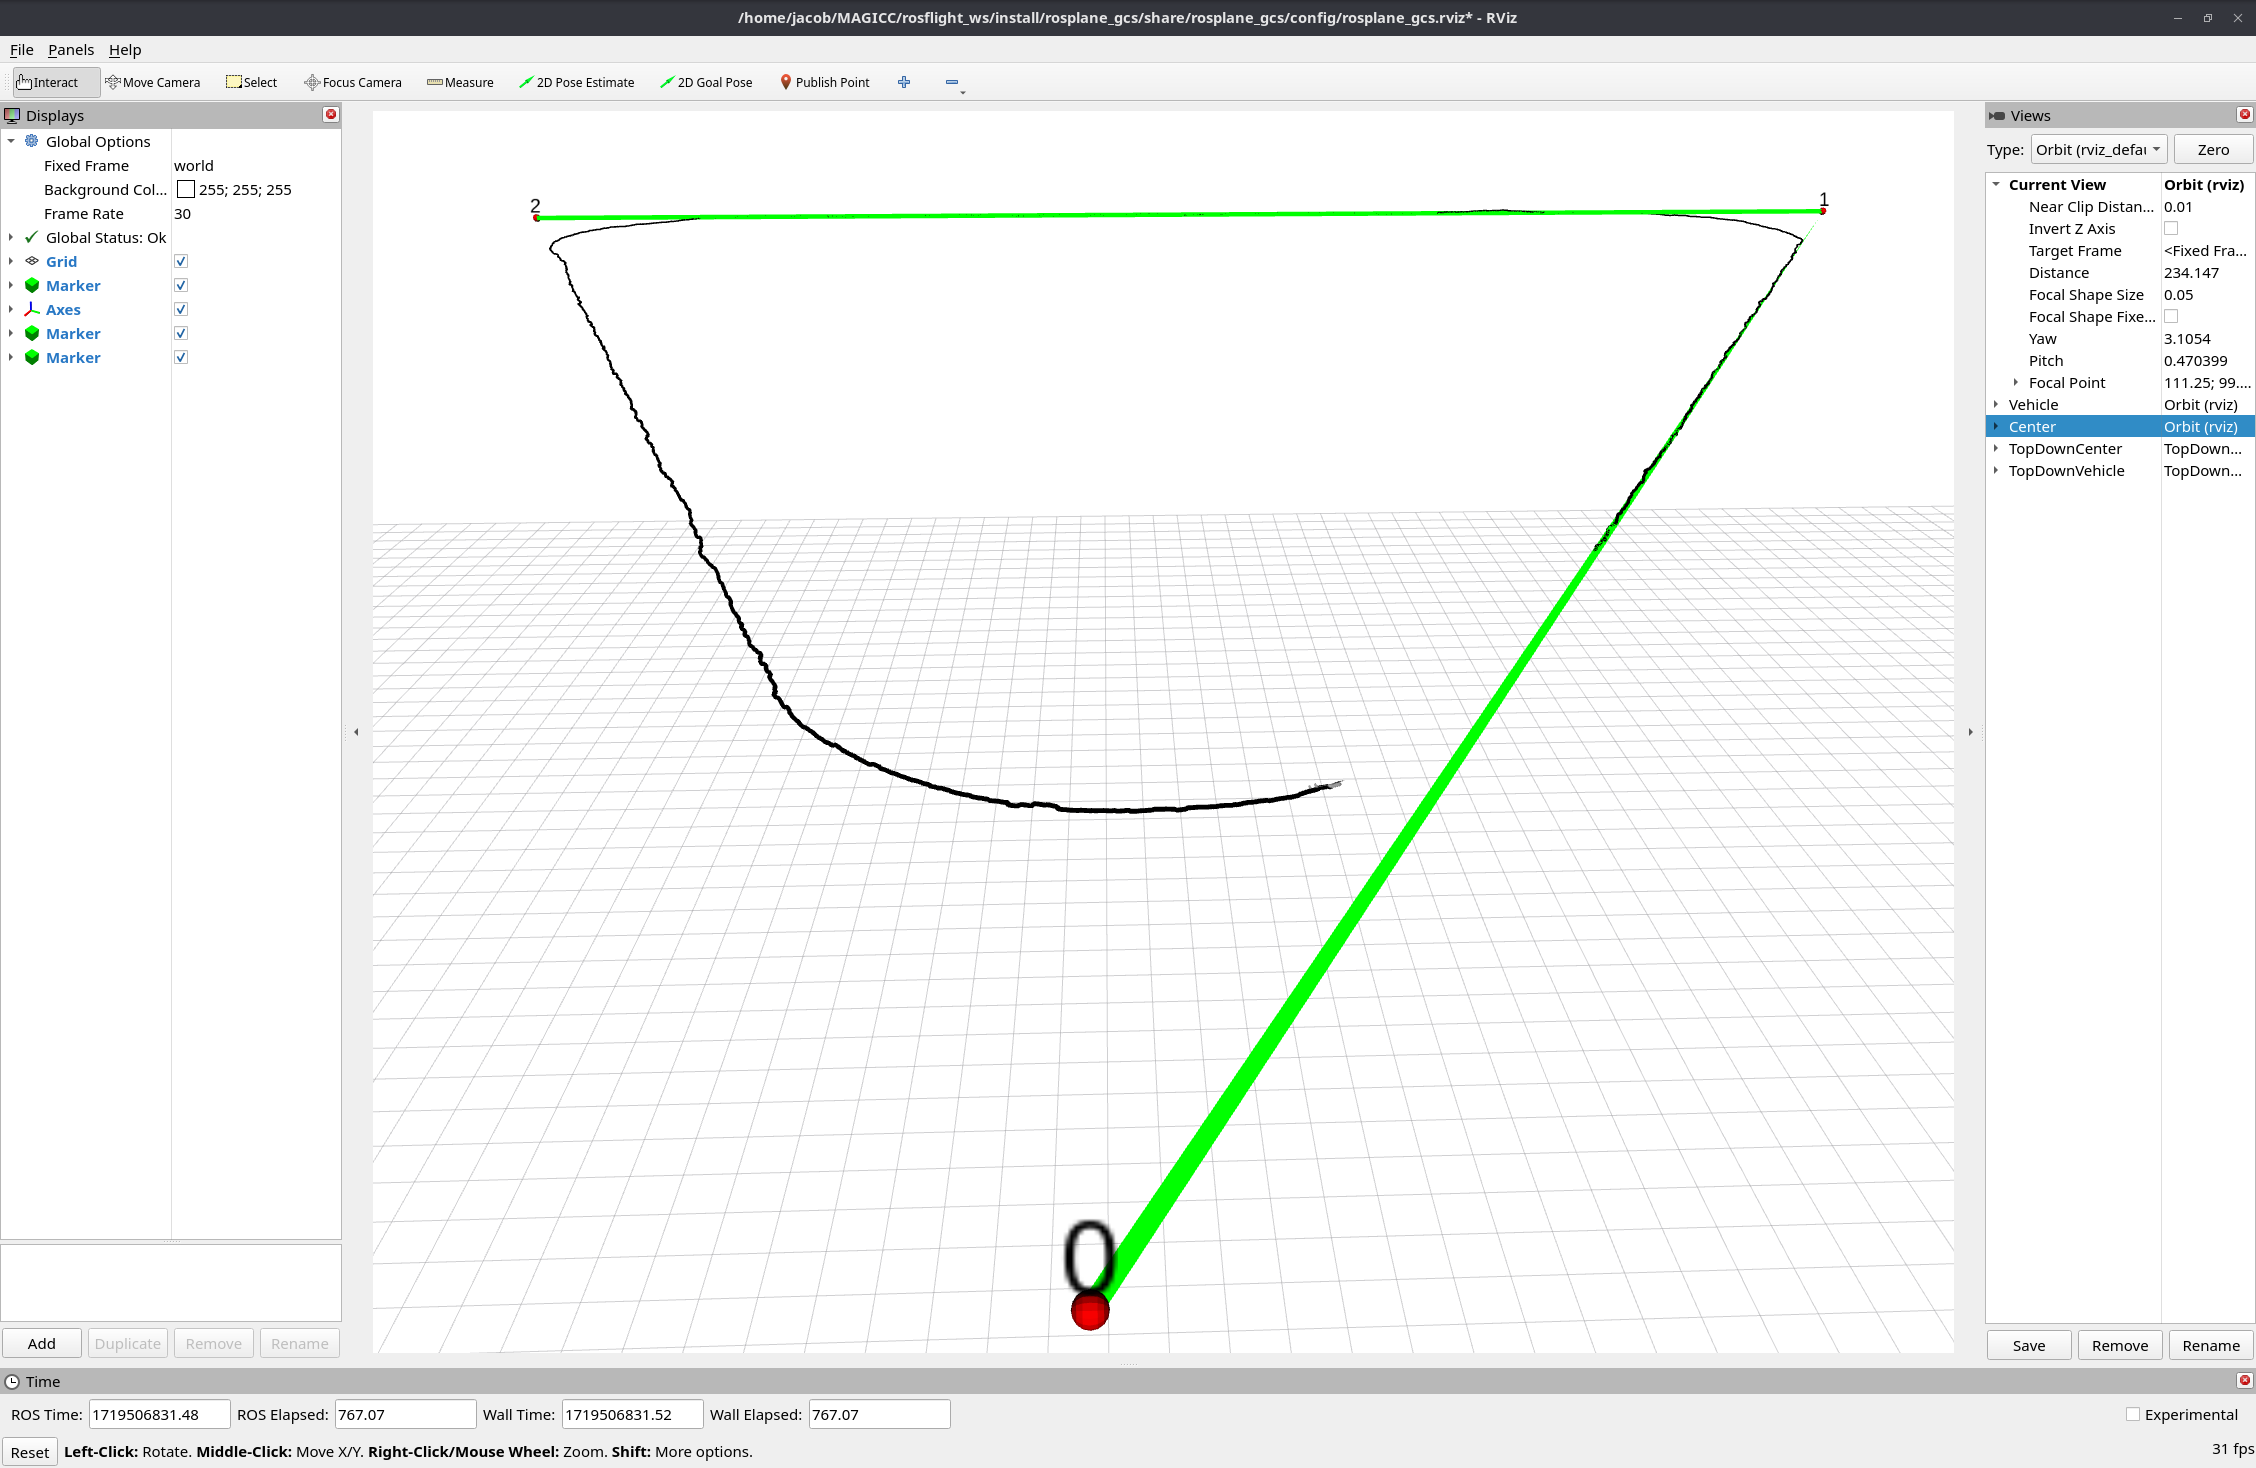 /home/jacob/MAGICC/rosflight_ws/install/rosplane_gcs/share/rosplane_gcs/config/rosplane_gcs.rviz* - RViz
File Panels Help
Interact Move Camera Select Focus Camera Measure 2D Pose Estimate 2D Goal Pose Publish Point
Displays
Global Options
Fixed Frame world
Background Col... 255; 255; 255
Frame Rate 30
Global Status: Ok
Grid
Marker
Axes
Marker
Marker
Add Duplicate Remove Rename
2
1
0
Views
Type: Orbit (rviz_defau Zero
Current View Orbit (rviz)
Near Clip Distan... 0.01
Invert Z Axis
Target Frame <Fixed Fra...
Distance 234.147
Focal Shape Size 0.05
Focal Shape Fixe...
Yaw 3.1054
Pitch 0.470399
Focal Point 111.25; 99....
Vehicle Orbit (rviz)
Center Orbit (rviz)
TopDownCenter TopDown...
TopDownVehicle TopDown...
Save Remove Rename
Time
ROS Time: 1719506831.48 ROS Elapsed: 767.07 Wall Time: 1719506831.52 Wall Elapsed: 767.07 Experimental
Reset Left-Click: Rotate. Middle-Click: Move X/Y. Right-Click/Mouse Wheel: Zoom. Shift: More options. 31 fps